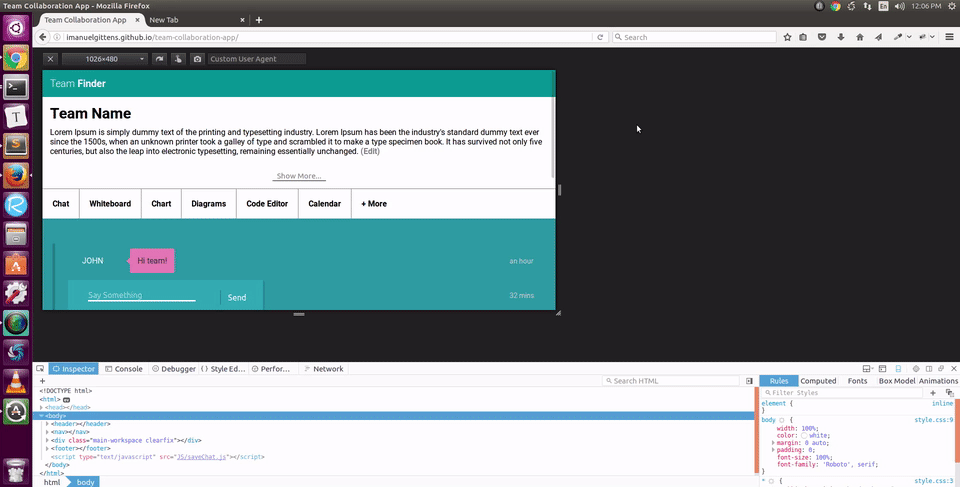 Team Collaboration App - Mozilla Firefox
En
12:06 PM
Team Collaboration App
×
New Tab
×
+
imanuelgittens.github.io/team-collaboration-app/
Search
1026×480
Custom User Agent
Team Finder
Team Name
Lorem Ipsum is simply dummy text of the printing and typesetting industry. Lorem Ipsum has been the industry's standard dummy text ever
since the 1500s, when an unknown printer took a galley of type and scrambled it to make a type specimen book. It has survived not only five
centuries, but also the leap into electronic typesetting, remaining essentially unchanged. (Edit)
Show More...
Chat
Whiteboard
Chart
Diagrams
Code Editor
Calendar
+ More
JOHN
Hi team!
an hour
Say Something
Send
32 mins
Inspector
Console
Debugger
{ } Style Ed...
Perfor...
Network
+
Search HTML
Rules
Computed
Fonts
Box Model
Animations
<!DOCTYPE html>
<html>
<head></head>
<body>
<header></header>
<nav></nav>
<div class="main-workspace clearfix"></div>
<footer></footer>
<script type="text/javascript" src="JS/saveChat.js"></script>
</body>
</html>
html
body
Filter Styles
+
element {
inline
}
body {
style.css:9
width: 100%;
color: white;
margin: 0 auto;
padding: 0;
font-size: 100%;
font-family: 'Roboto', serif;
}
* {
style.css:3